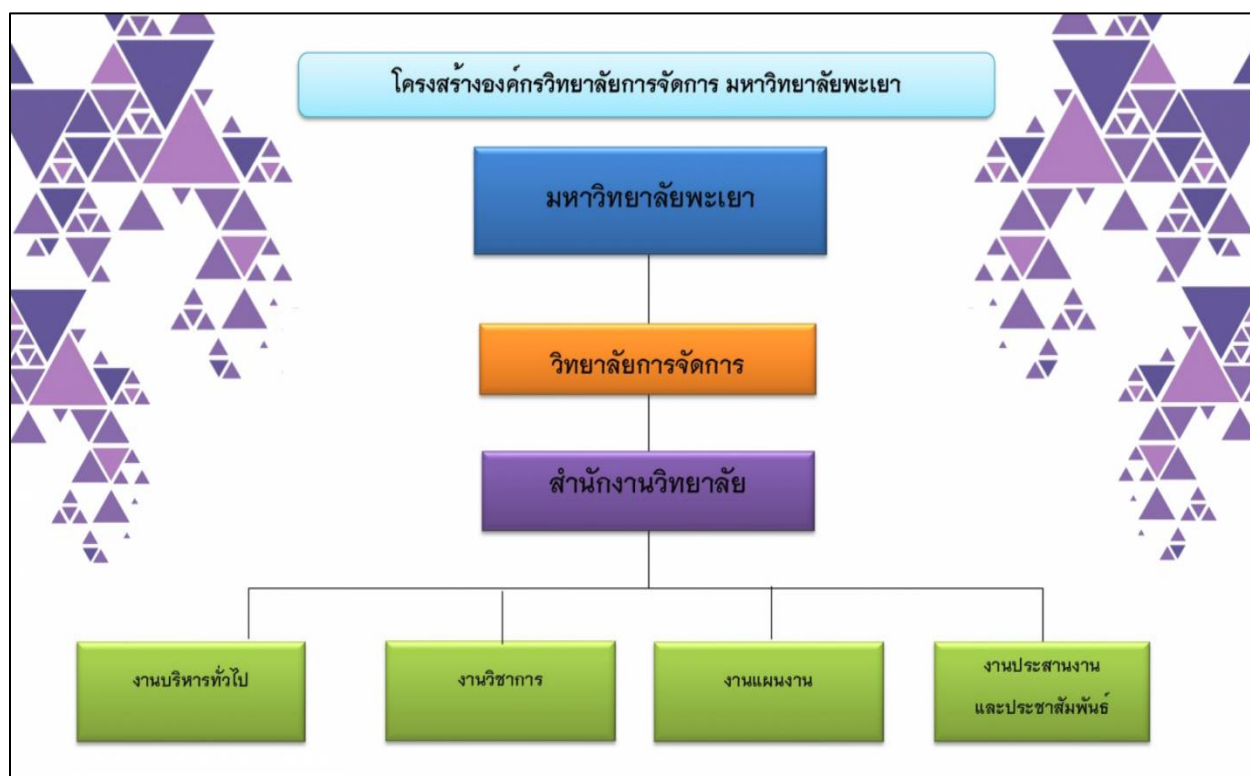 โครงสร้างองค์กรวิทยาลัยการจัดการ มหาวิทยาลัยพะเยา
มหาวิทยาลัยพะเยา
วิทยาลัยการจัดการ
สำนักงานวิทยาลัย
งานบริหารทั่วไป
งานวิชาการ
งานแผนงาน
งานประสานงาน
และประชาสัมพันธ์